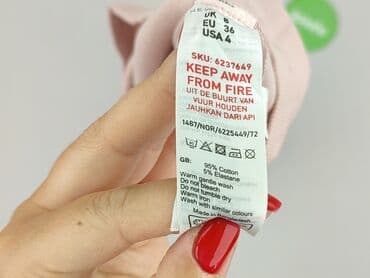 UK 8
EU 36
USA 4
SKU: 6237649
KEEP AWAY
FROM FIRE
UIT DE BUURT VAN
VUUR HOUDEN
JAUHKAN DARI API
1487/NOR/6225449/72
GB:
95% Cotton
5% Elastane
Warm gentle wash
Do not bleach
Do not tumble dry
Warm iron
Wash with similar colours
Made in